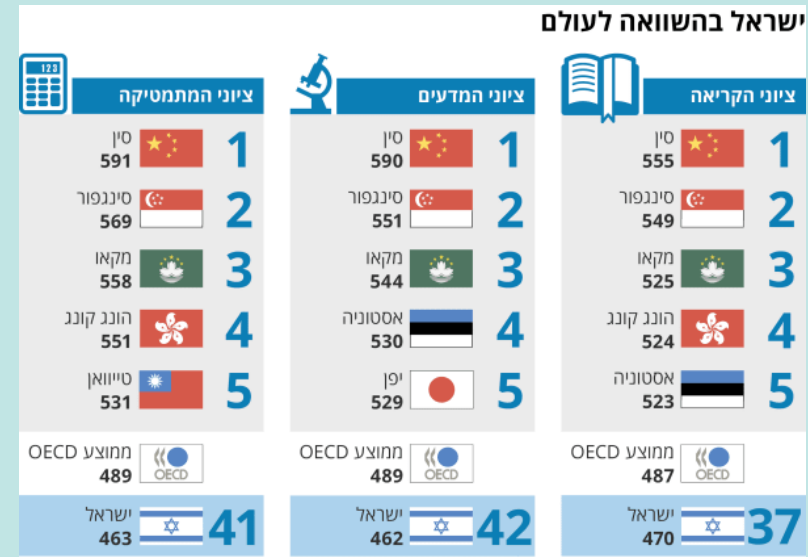 ישראל בהשוואה לעולם
ציוני הקריאה
1
סין
555
2
סינגפור
549
3
מקאו
525
4
הונג קונג
524
5
אסטוניה
523
ממוצע OECD
487
OECD
37
ישראל
470
ציוני המדעים
1
סין
590
2
סינגפור
551
3
מקאו
544
4
אסטוניה
530
5
יפן
529
ממוצע OECD
489
OECD
42
ישראל
462
123
ציוני המתמטיקה
1
סין
591
2
סינגפור
569
3
מקאו
558
4
הונג קונג
551
5
טייוואן
531
ממוצע OECD
489
OECD
41
ישראל
463